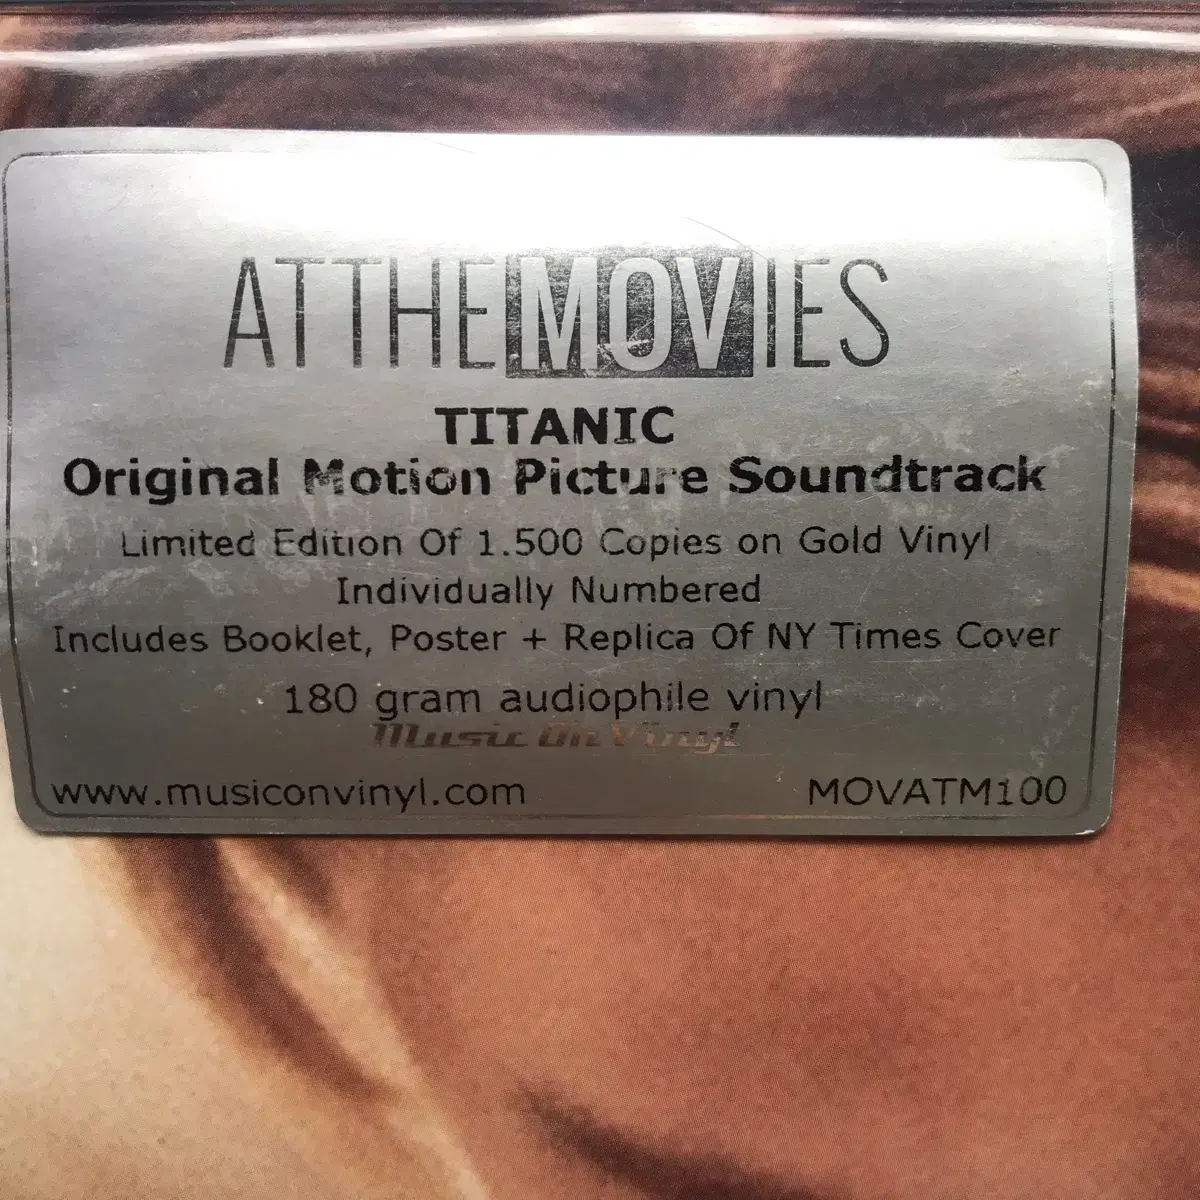 ATTHEMOVIES
TITANIC
Original Motion Picture Soundtrack
Limited Edition Of 1.500 Copies on Gold Vinyl
Individually Numbered
Includes Booklet, Poster + Replica Of NY Times Cover
180 gram audiophile vinyl
Music On Vinyl
www.musiconvinyl.com
MOVATM100